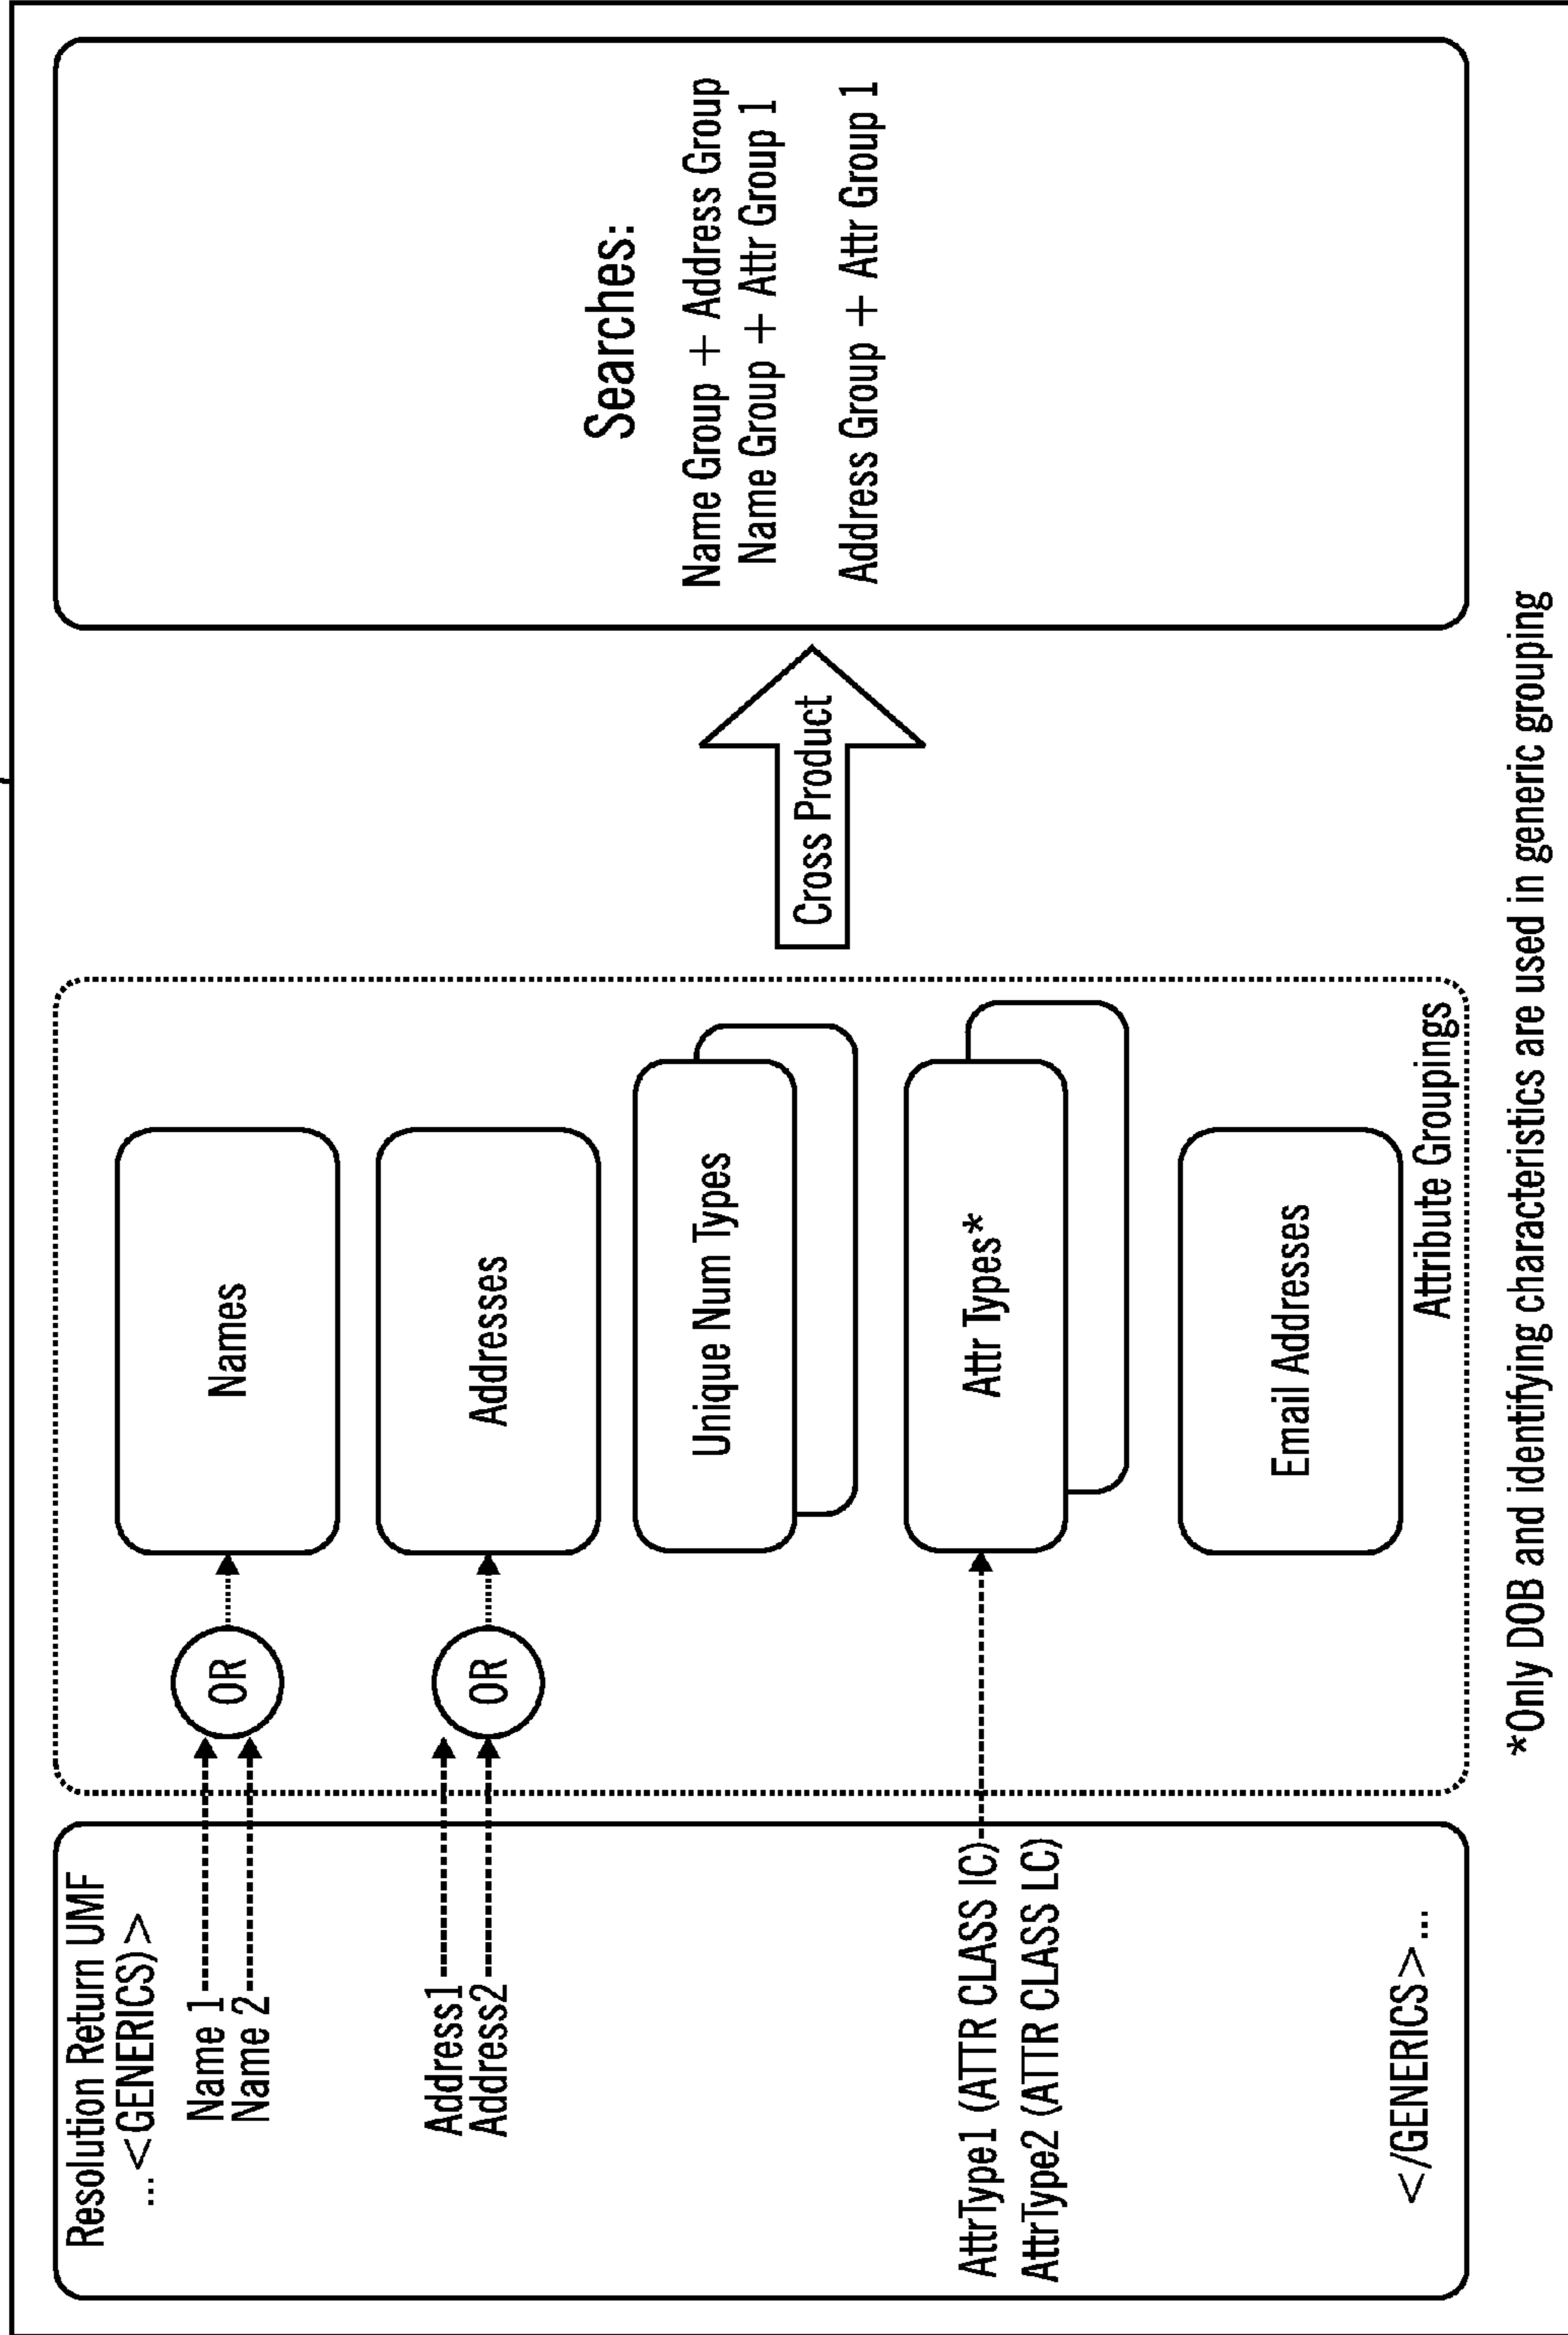 Resolution Return UMF
...<GENERICS)>
Name 1
Name 2
Address1
Address2
AttrType1 (ATTR CLASS IC)
AttrType2 (ATTR CLASS LC)
</GENERICS>...
OR
OR
Names
Addresses
Unique Num Types
Attr Types*
Email Addresses
Attribute Groupings
Cross Product
Searches:
Name Group + Address Group
Name Group + Attr Group 1
Address Group + Attr Group 1
*Only DOB and identifying characteristics are used in generic grouping